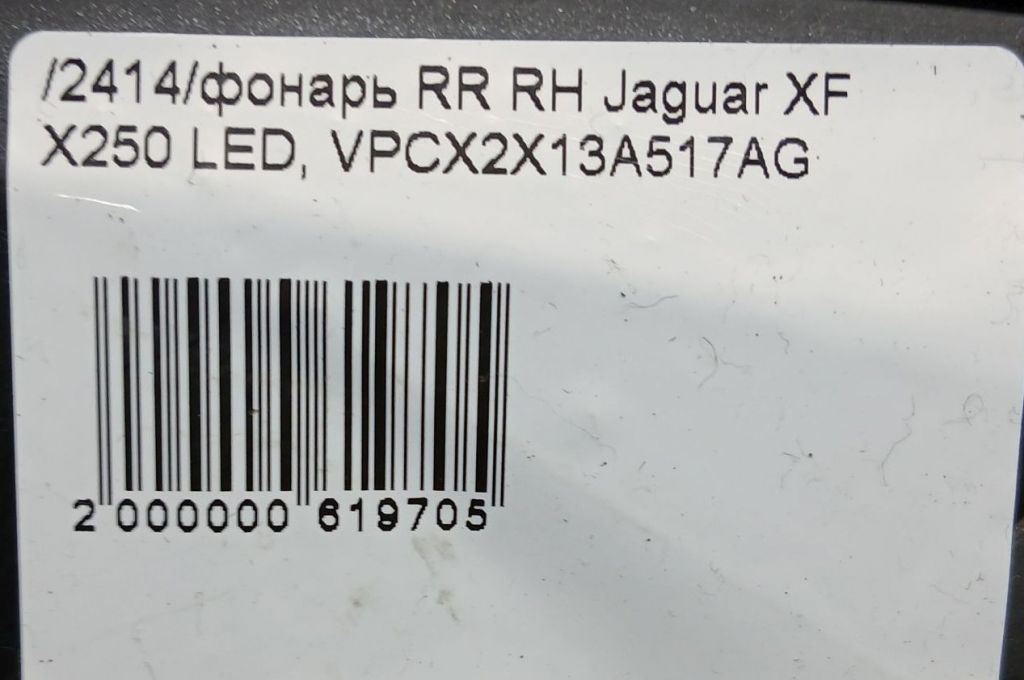 /2414/фонарь RR RH Jaguar XF
X250 LED, VPCX2X13A517AG
2 000000 619705